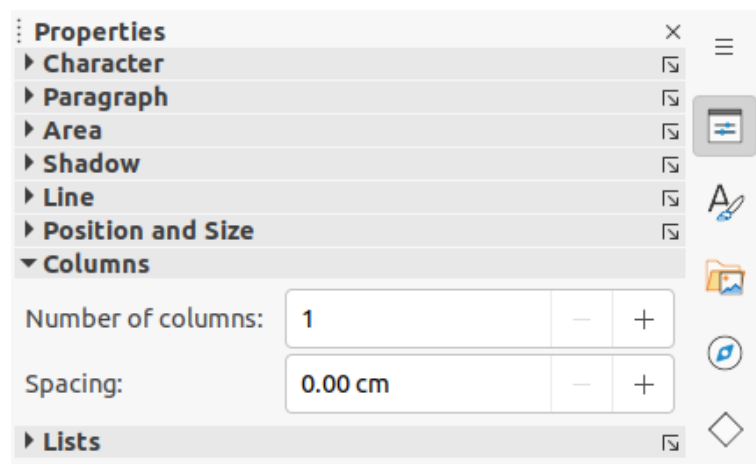 Properties
Character
Paragraph
Area
Shadow
Line
Position and Size
Columns
Number of columns: 1
Spacing: 0.00 cm
Lists